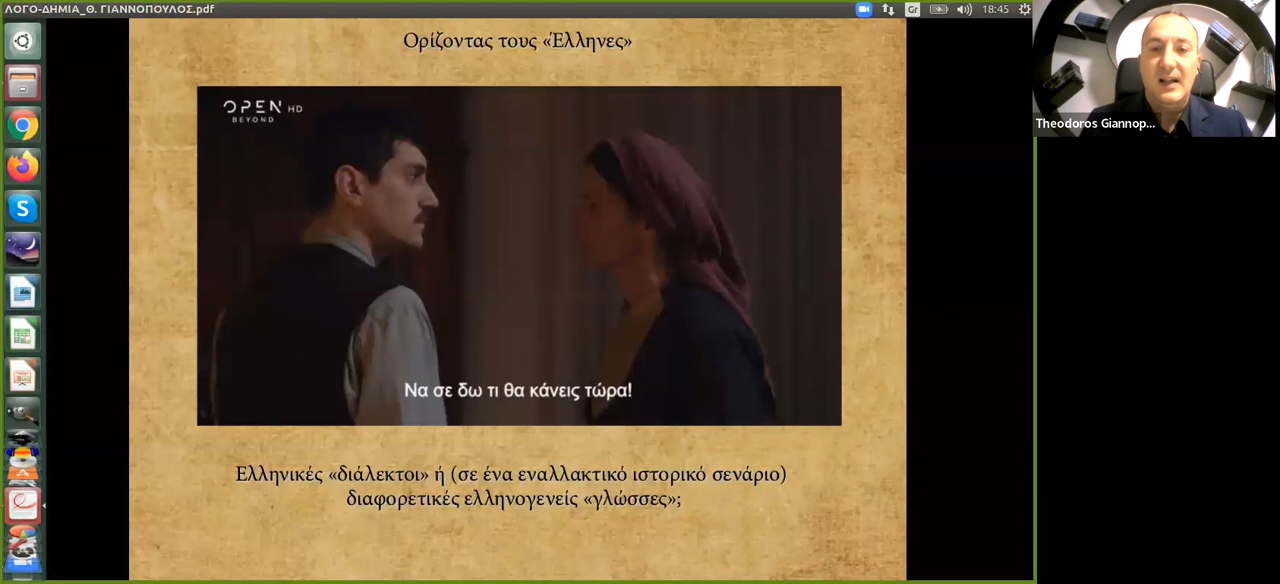 ΛΟΓΟ-ΔΗΜΙΑ_Θ. ΓΙΑΝΝΟΠΟΥΛΟΣ.pdf
Gr
18:45
Ορίζοντας τους «Έλληνες»
OPEN HD
BEYOND
Να σε δω τι θα κάνεις τώρα!
Ελληνικές «διάλεκτοι» ή (σε ένα εναλλακτικό ιστορικό σενάριο)
διαφορετικές ελληνογενείς «γλώσσες»;
Theodoros Giannop...